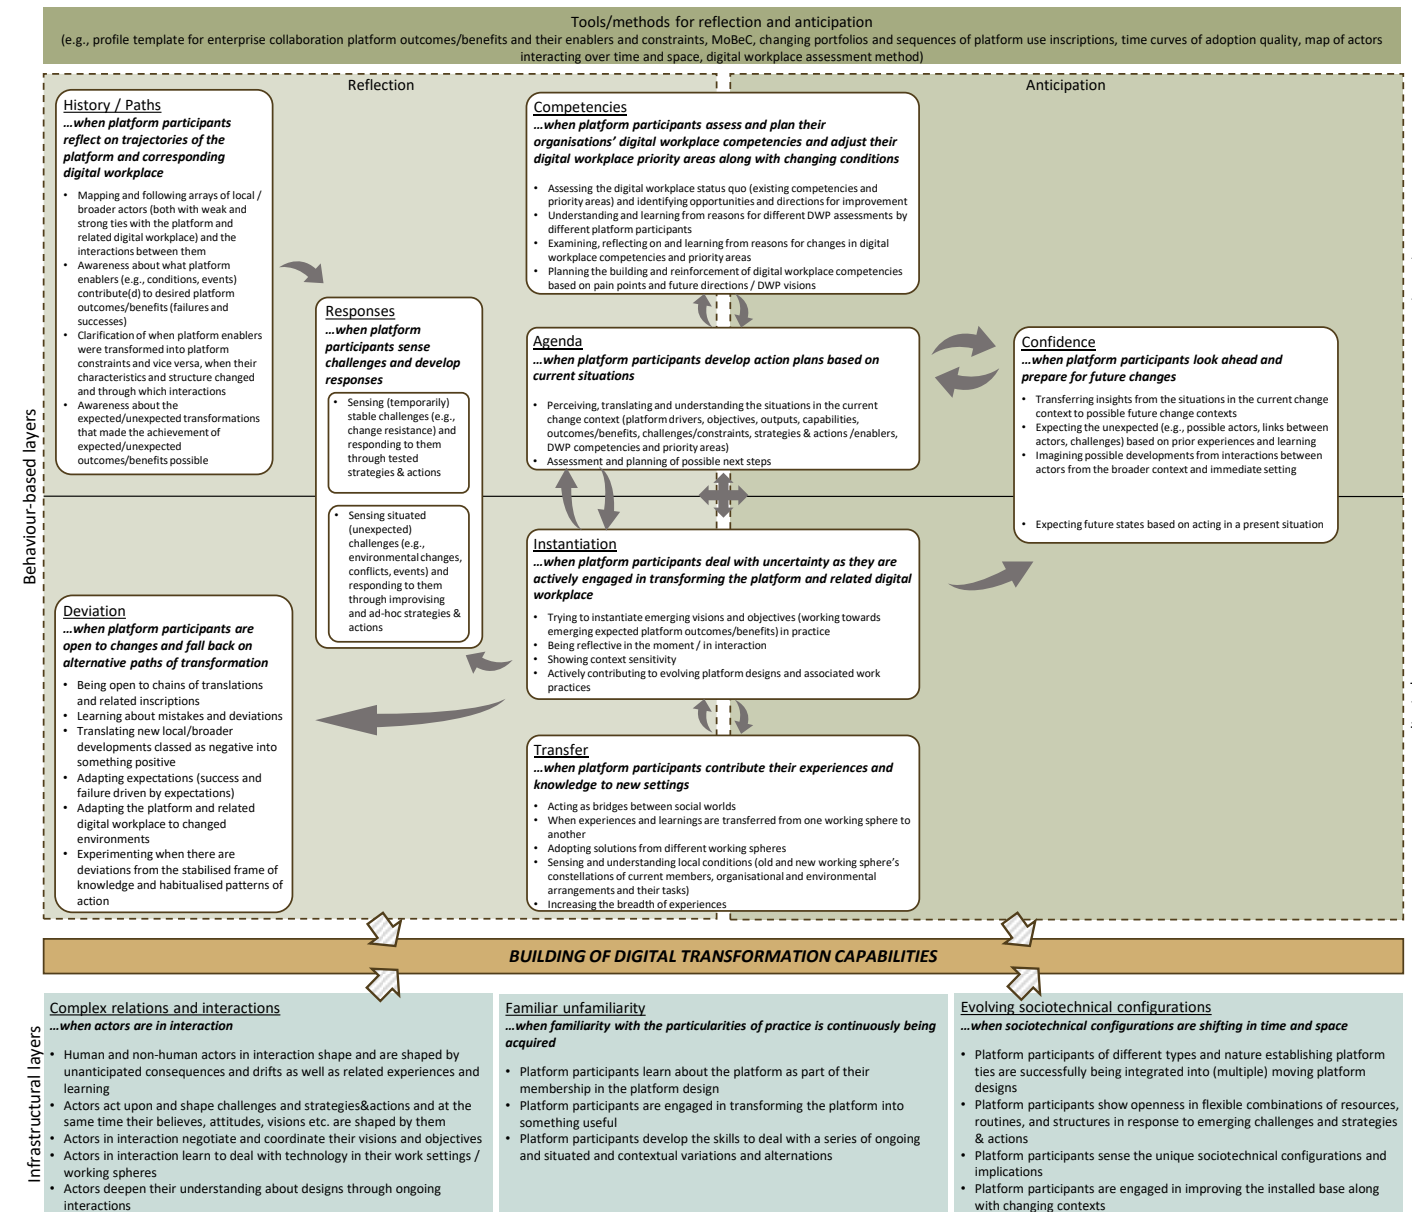 Tools/methods for reflection and anticipation
(e.g., profile template for enterprise collaboration platform outcomes/benefits and their enablers and constraints, MoBeC, changing portfolios and sequences of platform use inscriptions, time curves of adoption quality, map of actors
interacting over time and space, digital workplace assessment method)
Reflection
Anticipation
Behaviour-based layers
History / Paths
...when platform participants
reflect on trajectories of the
platform and corresponding
digital workplace
• Mapping and following arrays of local /
broader actors (both with weak and
strong ties with the platform and
related digital workplace) and the
interactions between them
• Awareness about what platform
enablers (e.g., conditions, events)
contribute(d) to desired platform
outcomes/benefits (failures and
successes)
• Clarification of when platform enablers
were transformed into platform
constraints and vice versa, when their
characteristics and structure changed
and through which interactions
• Awareness about the
expected/unexpected transformations
that made the achievement of
expected/unexpected
outcomes/benefits possible
Responses
...when platform
participants sense
challenges and develop
responses
• Sensing (temporarily)
stable challenges (e.g.,
change resistance) and
responding to them
through tested
strategies & actions
• Sensing situated
(unexpected)
challenges (e.g.,
environmental changes,
conflicts, events) and
responding to them
through improvising
and ad-hoc strategies &
actions
Deviation
...when platform participants are
open to changes and fall back on
alternative paths of transformation
• Being open to chains of translations
and related inscriptions
• Learning about mistakes and deviations
• Translating new local/broader
developments classed as negative into
something positive
• Adapting expectations (success and
failure driven by expectations)
• Adapting the platform and related
digital workplace to changed
environments
• Experimenting when there are
deviations from the stabilised frame of
knowledge and habitualised patterns of
action
Competencies
...when platform participants assess and plan their
organisations' digital workplace competencies and adjust their
digital workplace priority areas along with changing conditions
• Assessing the digital workplace status quo (existing competencies and
priority areas) and identifying opportunities and directions for improvement
• Understanding and learning from reasons for different DWP assessments by
different platform participants
• Examining, reflecting on and learning from reasons for changes in digital
workplace competencies and priority areas
• Planning the building and reinforcement of digital workplace competencies
based on pain points and future directions / DWP visions
Agenda
...when platform participants develop action plans based on
current situations
• Perceiving, translating and understanding the situations in the current
change context (platform drivers, objectives, outputs, capabilities,
outcomes/benefits, challenges/constraints, strategies & actions /enablers,
DWP competencies and priority areas)
• Assessment and planning of possible next steps
Instantiation
...when platform participants deal with uncertainty as they are
actively engaged in transforming the platform and related digital
workplace
• Trying to instantiate emerging visions and objectives (working towards
emerging expected platform outcomes/benefits) in practice
• Being reflective in the moment / in interaction
• Showing context sensitivity
• Actively contributing to evolving platform designs and associated work
practices
Transfer
...when platform participants contribute their experiences and
knowledge to new settings
• Acting as bridges between social worlds
• When experiences and learnings are transferred from one working sphere to
another
• Adopting solutions from different working spheres
• Sensing and understanding local conditions (old and new working sphere's
constellations of current members, organisational and environmental
arrangements and their tasks)
• Increasing the breadth of experiences
Confidence
...when platform participants look ahead and
prepare for future changes
• Transferring insights from the situations in the current change
context to possible future change contexts
• Expecting the unexpected (e.g., possible actors, links between
actors, challenges) based on prior experiences and learning
• Imagining possible developments from interactions between
actors from the broader context and immediate setting
• Expecting future states based on acting in a present situation
BUILDING OF DIGITAL TRANSFORMATION CAPABILITIES
Infrastructural layers
Complex relations and interactions
...when actors are in interaction
• Human and non-human actors in interaction shape and are shaped by
unanticipated consequences and drifts as well as related experiences and
learning
• Actors act upon and shape challenges and strategies&actions and at the
same time their believes, attitudes, visions etc. are shaped by them
• Actors in interaction negotiate and coordinate their visions and objectives
• Actors in interaction learn to deal with technology in their work settings /
working spheres
• Actors deepen their understanding about designs through ongoing
interactions
Familiar unfamiliarity
...when familiarity with the particularities of practice is continuously being
acquired
• Platform participants learn about the platform as part of their
membership in the platform design
• Platform participants are engaged in transforming the platform into
something useful
• Platform participants develop the skills to deal with a series of ongoing
and situated and contextual variations and alternations
Evolving sociotechnical configurations
...when sociotechnical configurations are shifting in time and space
• Platform participants of different types and nature establishing platform
ties are successfully being integrated into (multiple) moving platform
designs
• Platform participants show openness in flexible combinations of resources,
routines, and structures in response to emerging challenges and strategies
& actions
• Platform participants sense the unique sociotechnical configurations and
implications
• Platform participants are engaged in improving the installed base along
with changing contexts